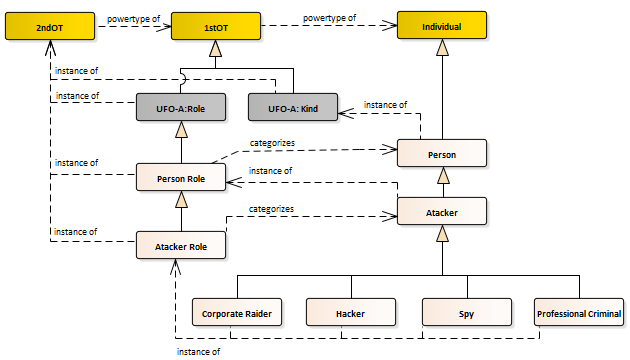 2ndOT
powertype of
1stOT
powertype of
Individual
instance of
instance of
UFO-A:Role
UFO-A: Kind
instance of
categorizes
Person
instance of
Person Role
instance of
categorizes
Atacker
instance of
Atacker Role
Corporate Raider
Hacker
Spy
Professional Criminal
instance of